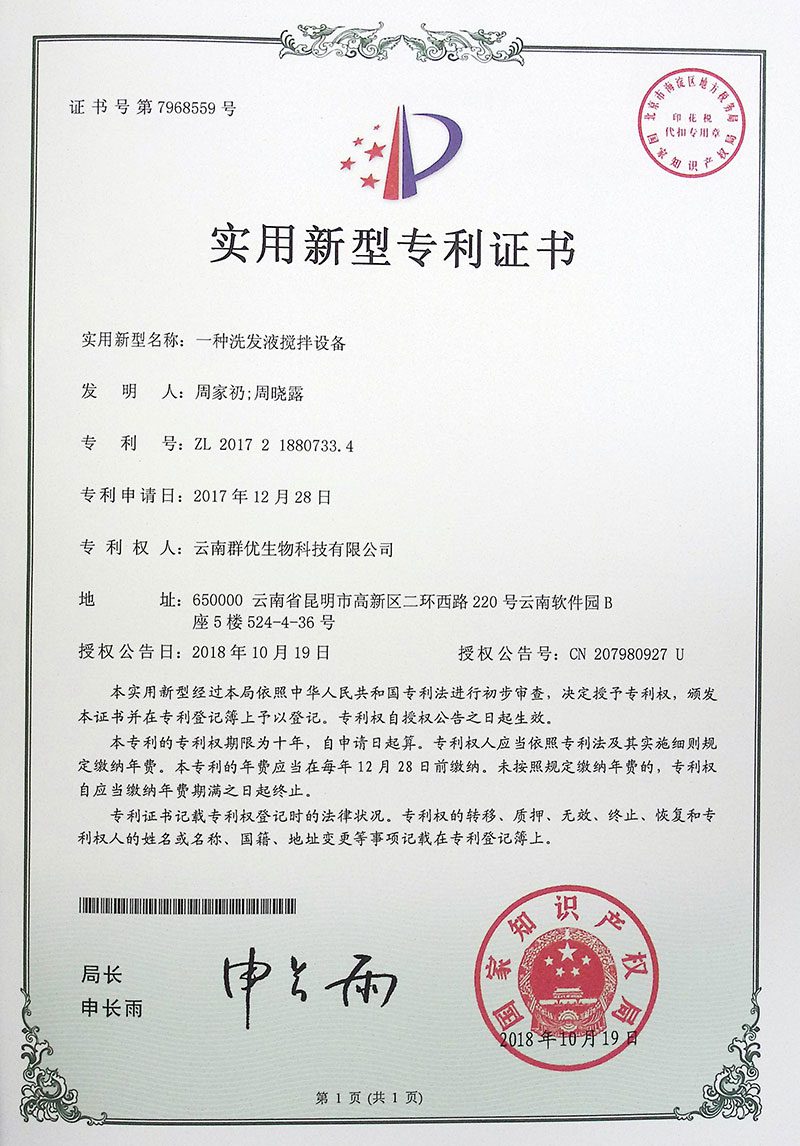 证书号第7968559号
北京市海淀区地方税务局
印花税
代扣专用章
国家知识产权局
实用新型专利证书
实用新型名称：一种洗发液搅拌设备
发明人：周家礽;周晓露
专利号：ZL 2017 2 1880733.4
专利申请日：2017年12月28日
专利权人：云南群优生物科技有限公司
地址：650000 云南省昆明市高新区二环西路220号云南软件园B
座5楼524-4-36号
授权公告日：2018年10月19日 授权公告号：CN 207980927 U
本实用新型经过本局依照中华人民共和国专利法进行初步审查，决定授予专利权，颁发
本证书并在专利登记簿上予以登记。专利权自授权公告之日起生效。
本专利的专利权期限为十年，自申请日起算。专利权人应当依照专利法及其实施细则规
定缴纳年费。本专利的年费应当在每年12月28日前缴纳。未按照规定缴纳年费的，专利权
自应当缴纳年费期满之日起终止。
专利证书记载专利权登记时的法律状况。专利权的转移、质押、无效、终止、恢复和专
利权人的姓名或名称、国籍、地址变更等事项记载在专利登记簿上。
局长
申长雨
申长雨
国家知识产权局
2018年10月19日
第1页(共1页)